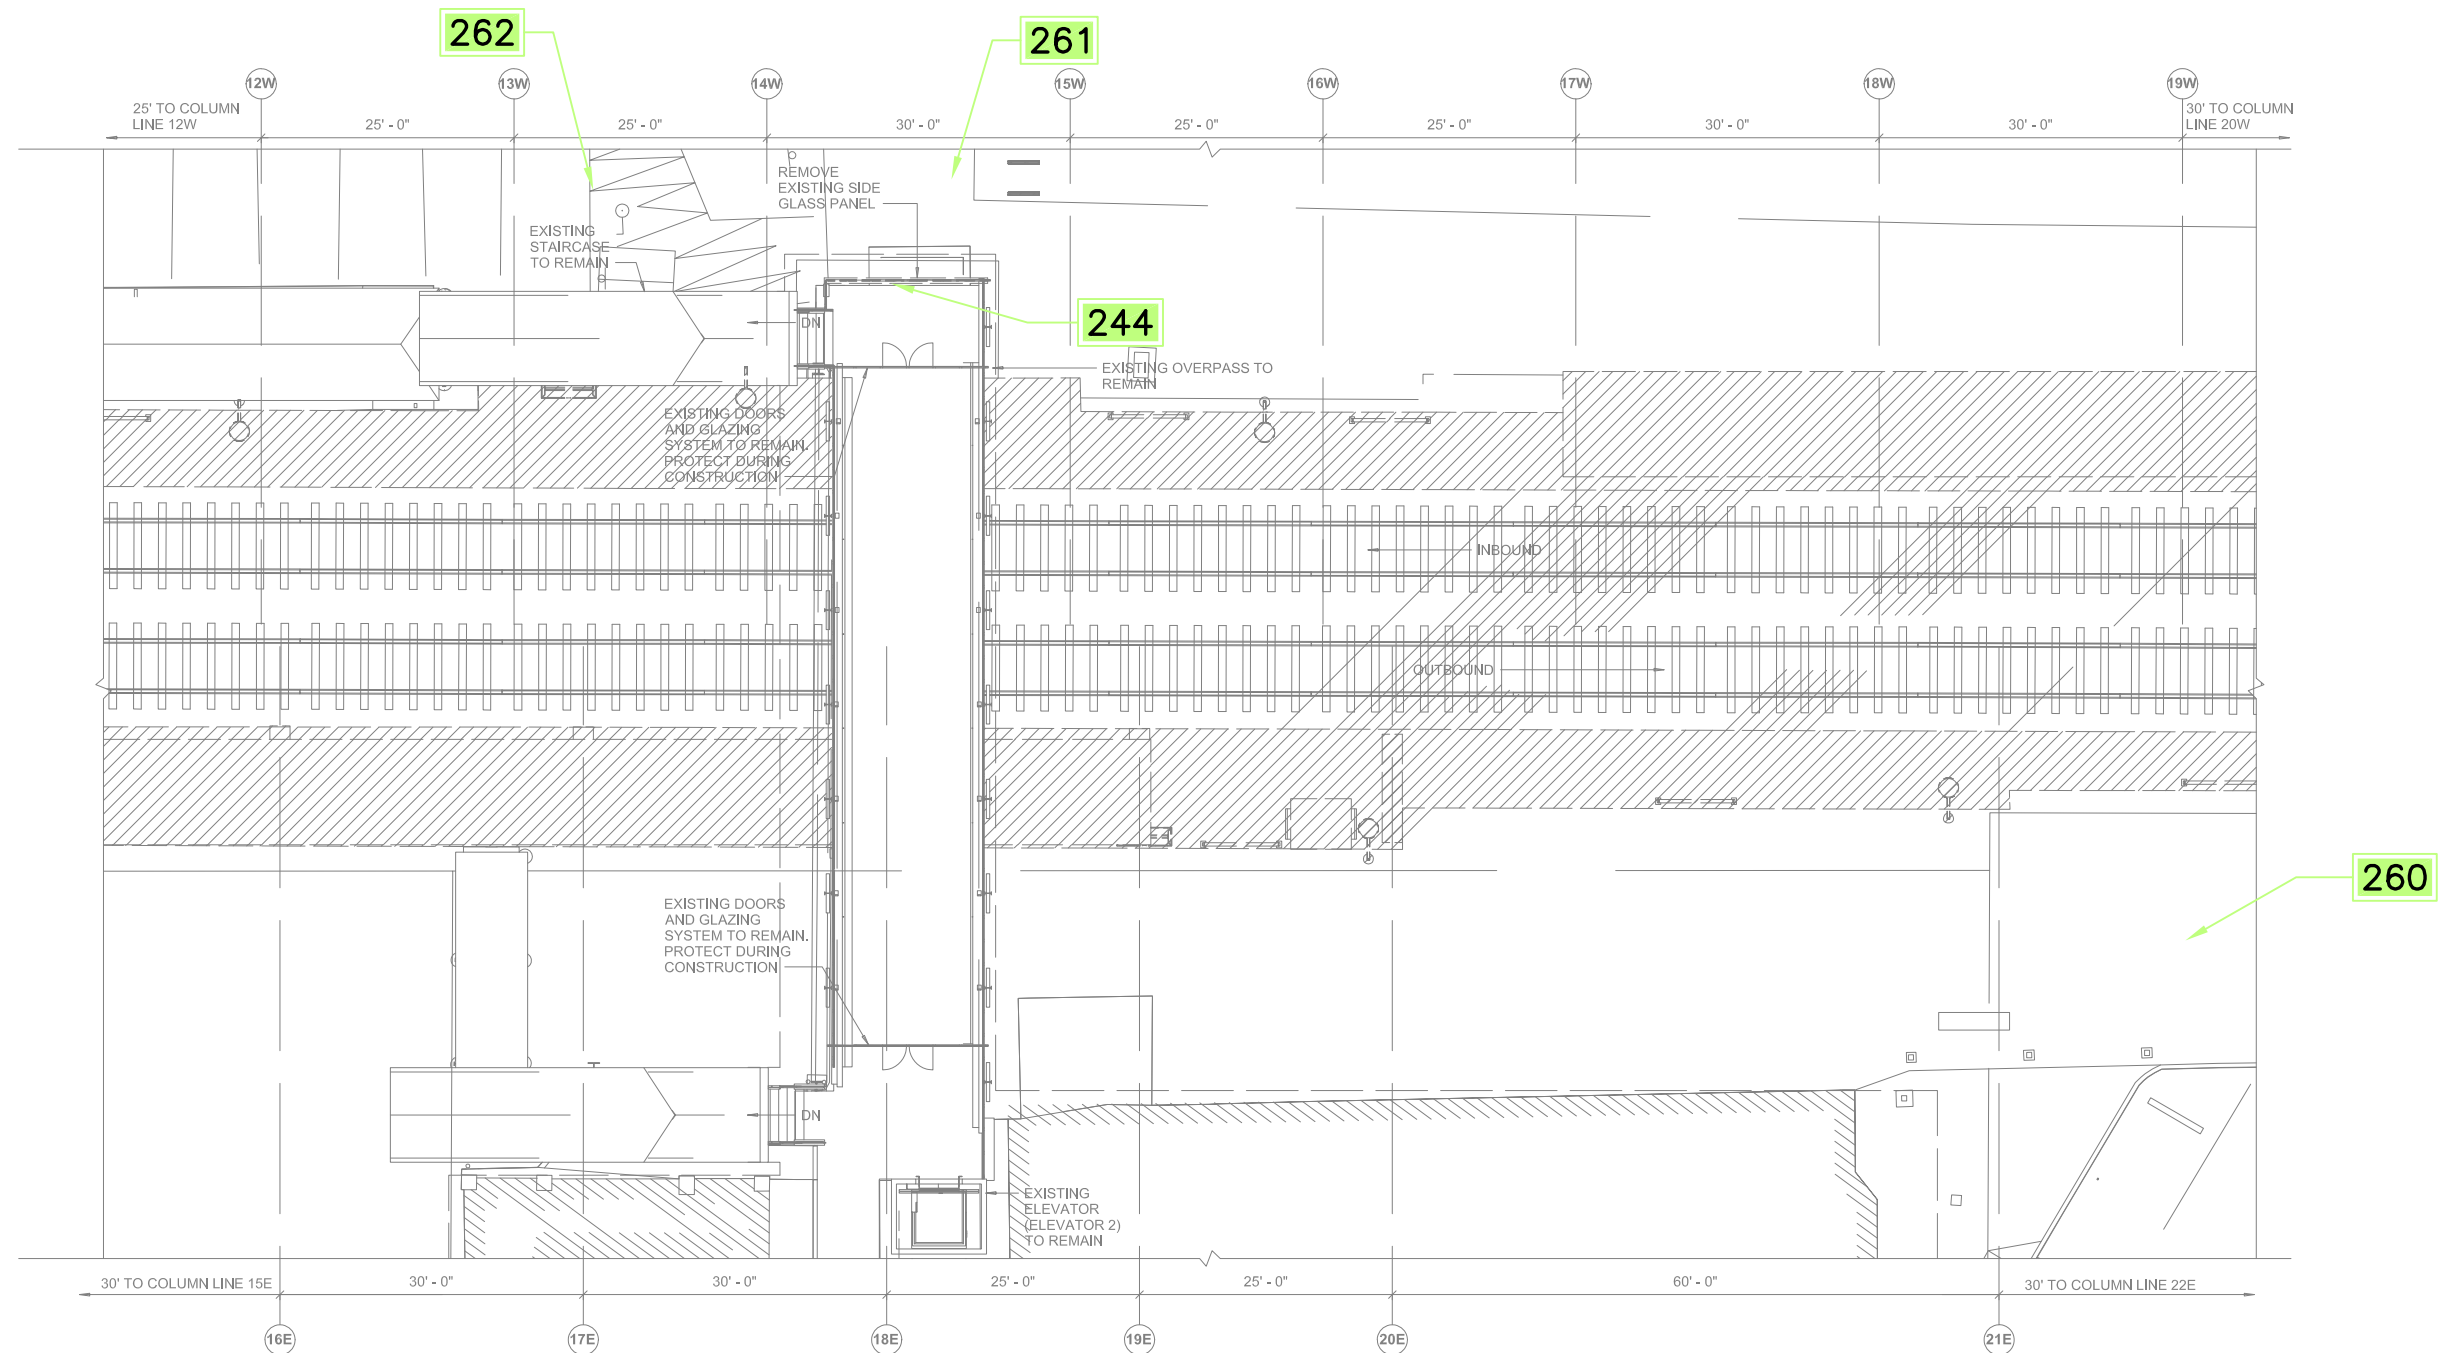 262
261
12W
13W
14W
15W
16W
17W
18W
19W
25' TO COLUMN
LINE 12W
25' - 0"
25' - 0"
30' - 0"
25' - 0"
25' - 0"
30' - 0"
30' - 0"
30' TO COLUMN
LINE 20W
REMOVE
EXISTING SIDE
GLASS PANEL
EXISTING
STAIRCASE
TO REMAIN
DN
244
EXISTING OVERPASS TO
REMAIN
EXISTING DOORS
AND GLAZING
SYSTEM TO REMAIN.
PROTECT DURING
CONSTRUCTION
INBOUND
OUTBOUND
260
EXISTING DOORS
AND GLAZING
SYSTEM TO REMAIN.
PROTECT DURING
CONSTRUCTION
DN
EXISTING
ELEVATOR
(ELEVATOR 2)
TO REMAIN
30' TO COLUMN LINE 15E
30' - 0"
30' - 0"
25' - 0"
25' - 0"
60' - 0"
30' TO COLUMN LINE 22E
16E
17E
18E
19E
20E
21E